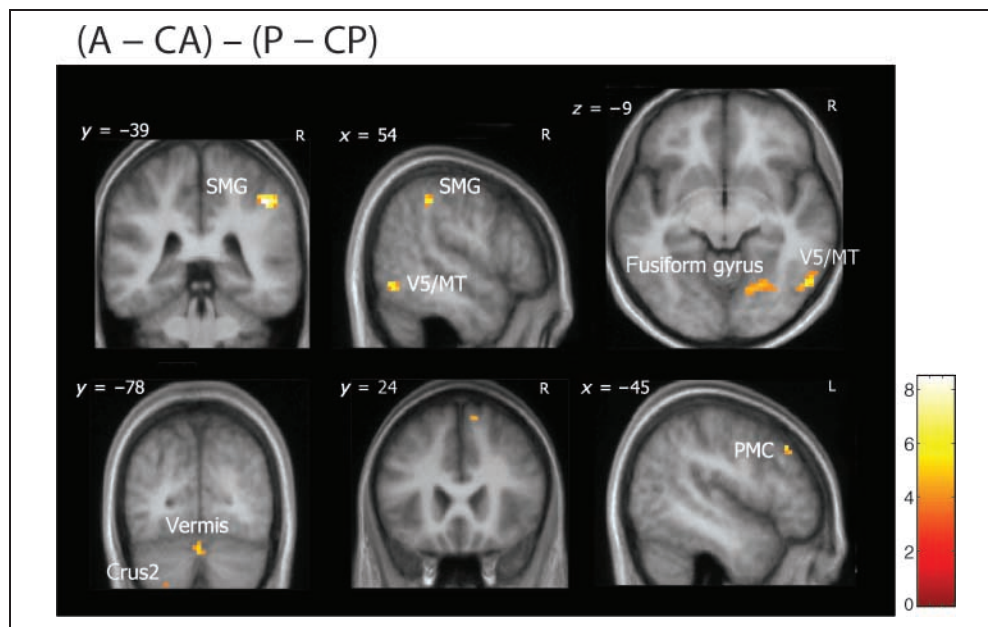 (A – CA) – (P – CP)
y = –39
R
SMG
x = 54
R
SMG
V5/MT
z = –9
R
Fusiform gyrus
V5/MT
y = –78
Vermis
Crus2
y = 24
R
x = –45
L
PMC
8
6
4
2
0